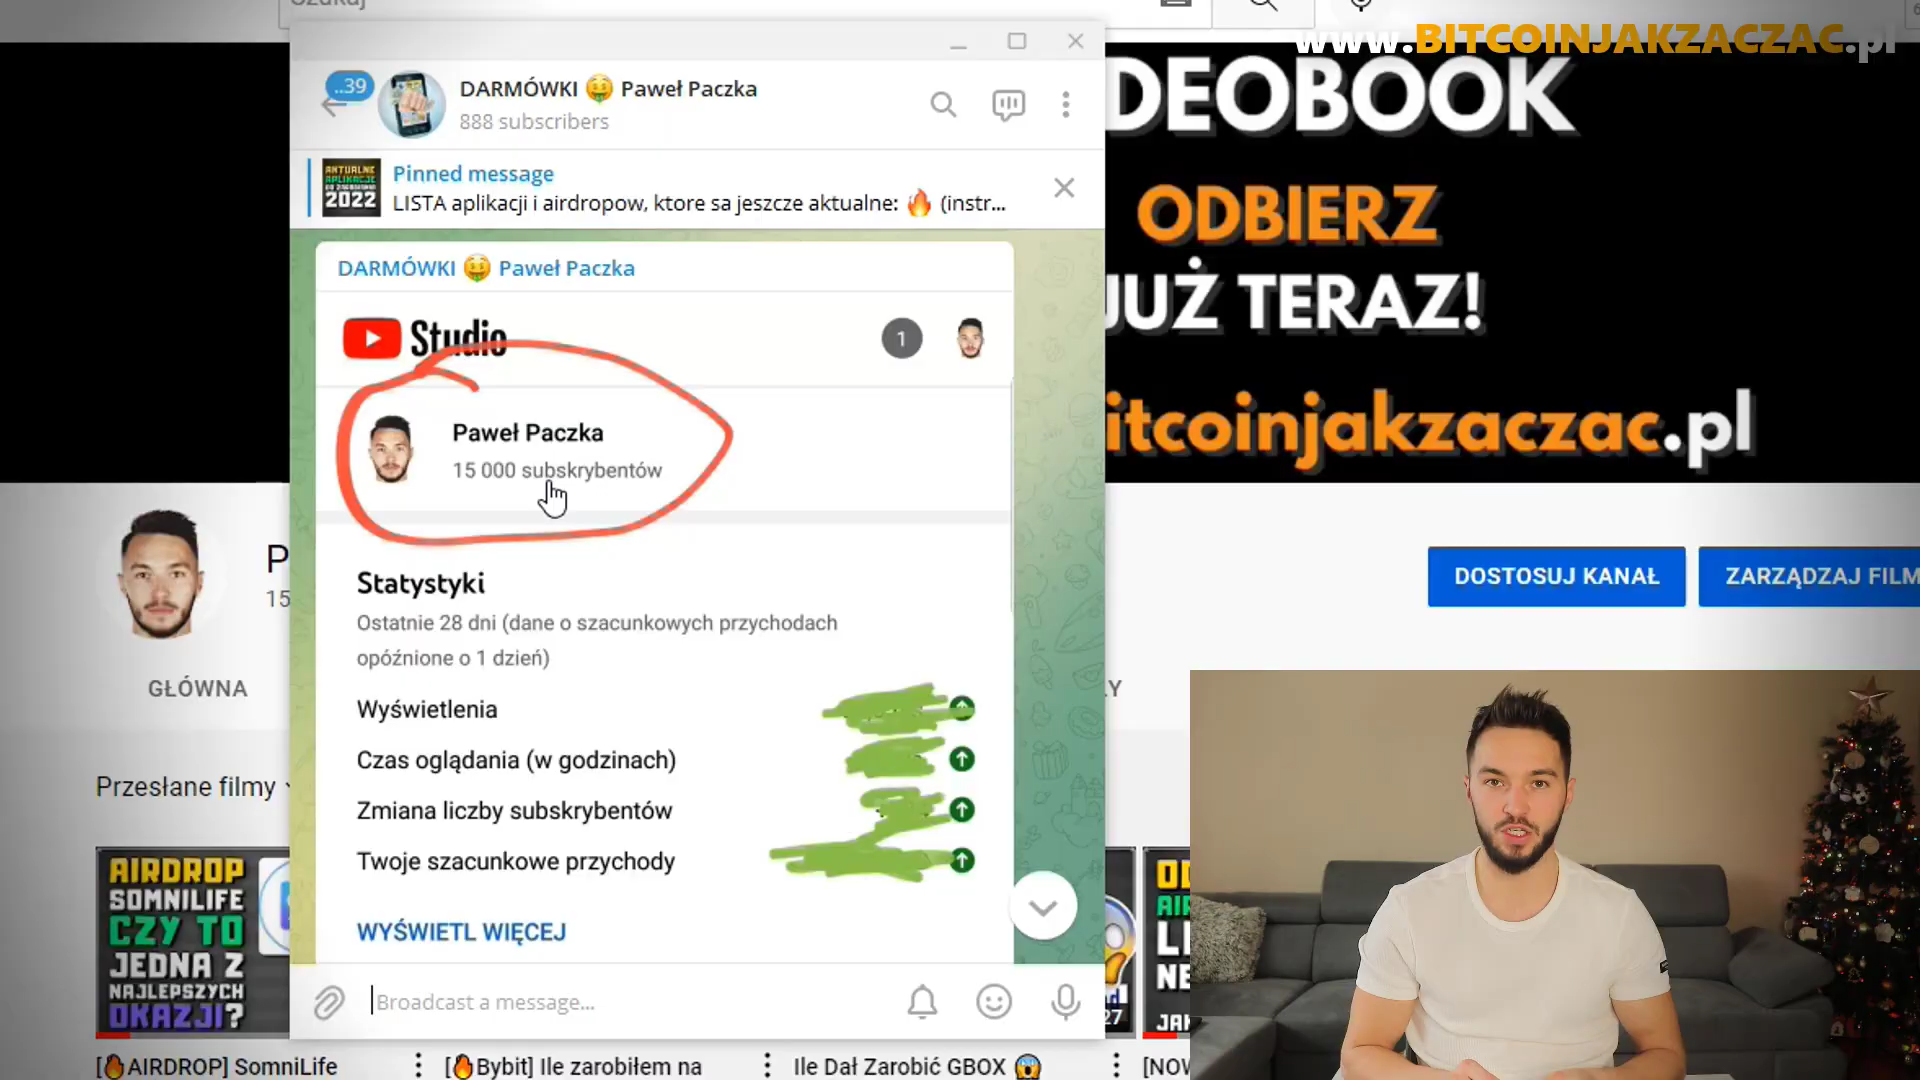 www.BITCOINJAKZACZAC.pl
..39
DARMÓWKI 🤑 Paweł Paczka
888 subscribers
Pinned message
LISTA aplikacji i airdropow, ktore sa jeszcze aktualne: 🔥 (instr...
AKTUALNE
APLIKACJE
2022
DARMÓWKI 🤑 Paweł Paczka
Studio
1
Paweł Paczka
15 000 subskrybentów
Statystyki
Ostatnie 28 dni (dane o szacunkowych przychodach
opóźnione o 1 dzień)
Wyświetlenia
Czas oglądania (w godzinach)
Zmiana liczby subskrybentów
Twoje szacunkowe przychody
WYŚWIETL WIĘCEJ
Broadcast a message...
DEOBOOK
ODBIERZ
JUŻ TERAZ!
itcoinjakzaczac.pl
P
15
DOSTOSUJ KANAŁ
ZARZĄDZAJ FILM
GŁÓWNA
Przesłane filmy
AIRDROP
SOMNILIFE
CZY TO
JEDNA Z
NAJLEPSZYCH
OKAZJI?
27
[🔥AIRDROP] SomniLife
[🔥Bybit] Ile zarobiłem na
Ile Dał Zarobić GBOX 😱
[NOW